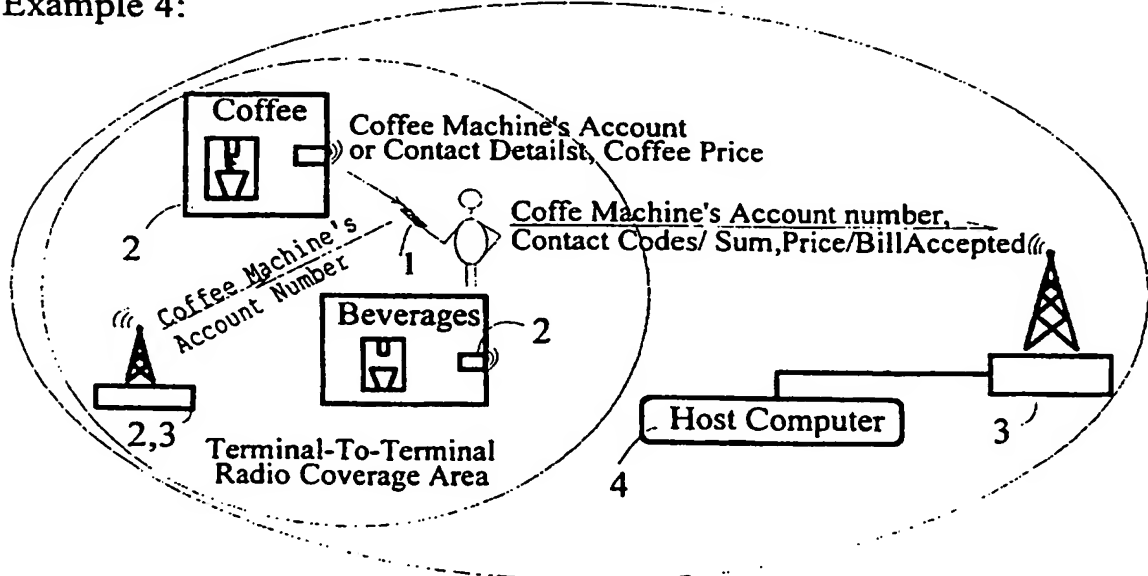 Example 4:
Coffee
Coffee Machine's Account
or Contact Detailst, Coffee Price
2
1
Coffe Machine's Account number,
Contact Codes/ Sum,Price/BillAccepted
Coffee Machine's
Account Number
Beverages
2
2,3
Terminal-To-Terminal
Radio Coverage Area
Host Computer
4
3